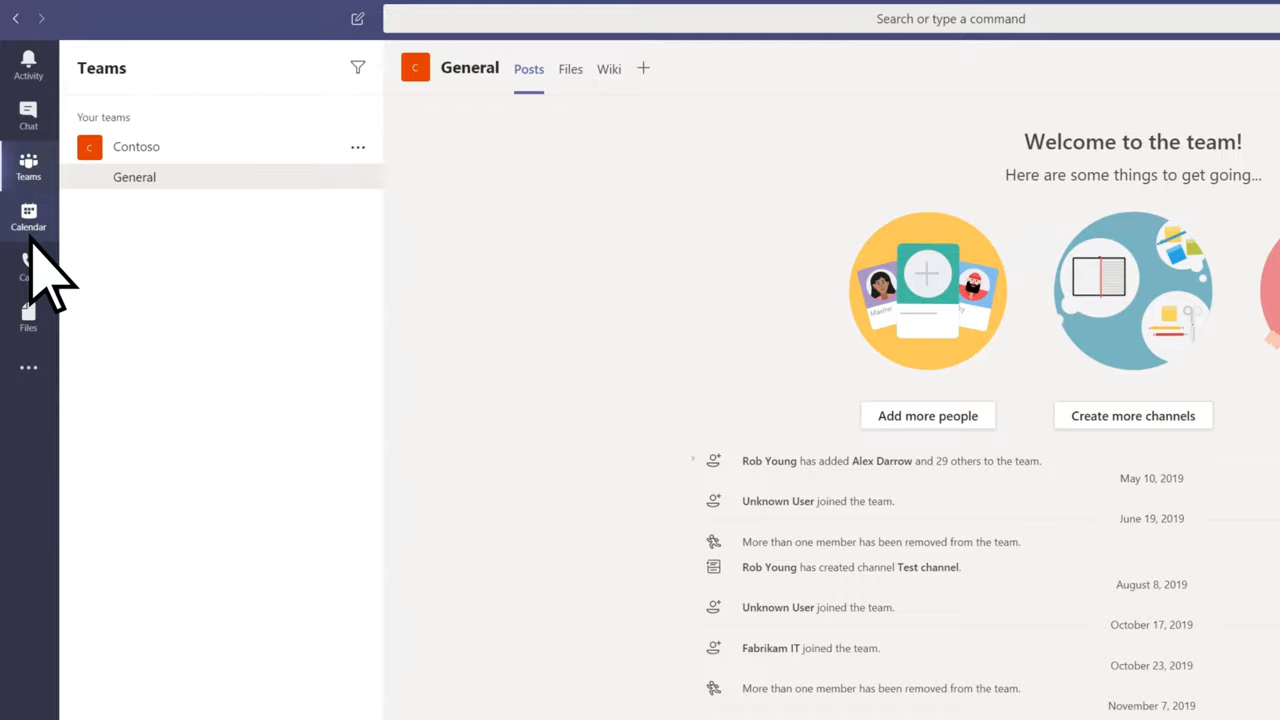 Search or type a command
Activity
Chat
Teams
Calendar
Files
Teams
Your teams
C
Contoso
General
C
General
Posts
Files
Wiki
Welcome to the team!
Here are some things to get going...
Maxine
Add more people
Create more channels
Rob Young has added Alex Darrow and 29 others to the team.
May 10, 2019
Unknown User joined the team.
June 19, 2019
More than one member has been removed from the team.
Rob Young has created channel Test channel.
August 8, 2019
Unknown User joined the team.
October 17, 2019
Fabrikam IT joined the team.
October 23, 2019
More than one member has been removed from the team.
November 7, 2019